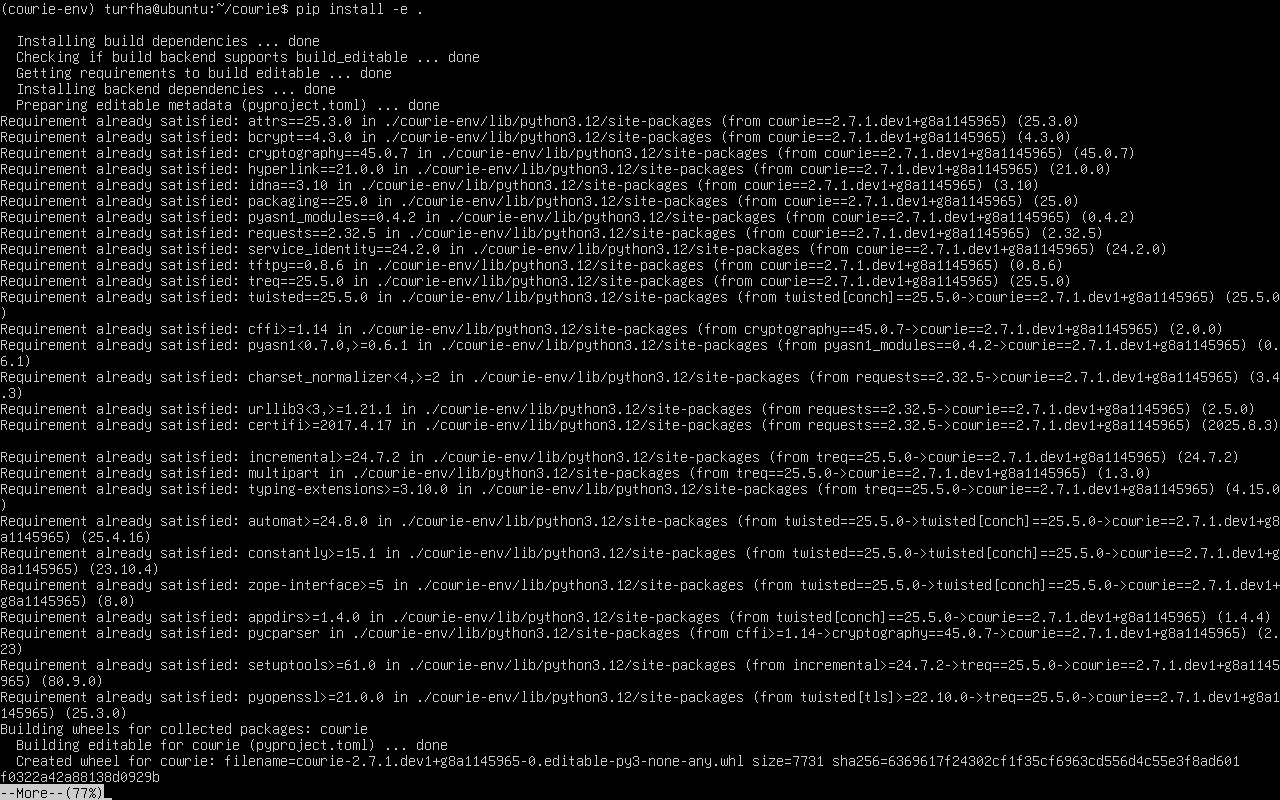 (cowrie-env) turfha@ubuntu:~/cowrie$ pip install -e .
  Installing build dependencies ... done
  Checking if build backend supports build_editable ... done
  Getting requirements to build editable ... done
  Installing backend dependencies ... done
  Preparing editable metadata (pyproject.toml) ... done
Requirement already satisfied: attrs==25.3.0 in ./cowrie-env/lib/python3.12/site-packages (from cowrie==2.7.1.dev1+g8a1145965) (25.3.0)
Requirement already satisfied: bcrypt==4.3.0 in ./cowrie-env/lib/python3.12/site-packages (from cowrie==2.7.1.dev1+g8a1145965) (4.3.0)
Requirement already satisfied: cryptography==45.0.7 in ./cowrie-env/lib/python3.12/site-packages (from cowrie==2.7.1.dev1+g8a1145965) (45.0.7)
Requirement already satisfied: hyperlink==21.0.0 in ./cowrie-env/lib/python3.12/site-packages (from cowrie==2.7.1.dev1+g8a1145965) (21.0.0)
Requirement already satisfied: idna==3.10 in ./cowrie-env/lib/python3.12/site-packages (from cowrie==2.7.1.dev1+g8a1145965) (3.10)
Requirement already satisfied: packaging==25.0 in ./cowrie-env/lib/python3.12/site-packages (from cowrie==2.7.1.dev1+g8a1145965) (25.0)
Requirement already satisfied: pyasn1_modules==0.4.2 in ./cowrie-env/lib/python3.12/site-packages (from cowrie==2.7.1.dev1+g8a1145965) (0.4.2)
Requirement already satisfied: requests==2.32.5 in ./cowrie-env/lib/python3.12/site-packages (from cowrie==2.7.1.dev1+g8a1145965) (2.32.5)
Requirement already satisfied: service_identity==24.2.0 in ./cowrie-env/lib/python3.12/site-packages (from cowrie==2.7.1.dev1+g8a1145965) (24.2.0)
Requirement already satisfied: tftpy==0.8.6 in ./cowrie-env/lib/python3.12/site-packages (from cowrie==2.7.1.dev1+g8a1145965) (0.8.6)
Requirement already satisfied: treq==25.5.0 in ./cowrie-env/lib/python3.12/site-packages (from cowrie==2.7.1.dev1+g8a1145965) (25.5.0)
Requirement already satisfied: twisted==25.5.0 in ./cowrie-env/lib/python3.12/site-packages (from twisted[conch]==25.5.0->cowrie==2.7.1.dev1+g8a1145965) (25.5.0
)
Requirement already satisfied: cffi>=1.14 in ./cowrie-env/lib/python3.12/site-packages (from cryptography==45.0.7->cowrie==2.7.1.dev1+g8a1145965) (2.0.0)
Requirement already satisfied: pyasn1<0.7.0,>=0.6.1 in ./cowrie-env/lib/python3.12/site-packages (from pyasn1_modules==0.4.2->cowrie==2.7.1.dev1+g8a1145965) (0.
6.1)
Requirement already satisfied: charset_normalizer<4,>=2 in ./cowrie-env/lib/python3.12/site-packages (from requests==2.32.5->cowrie==2.7.1.dev1+g8a1145965) (3.4
.3)
Requirement already satisfied: urllib3<3,>=1.21.1 in ./cowrie-env/lib/python3.12/site-packages (from requests==2.32.5->cowrie==2.7.1.dev1+g8a1145965) (2.5.0)
Requirement already satisfied: certifi>=2017.4.17 in ./cowrie-env/lib/python3.12/site-packages (from requests==2.32.5->cowrie==2.7.1.dev1+g8a1145965) (2025.8.3)
Requirement already satisfied: incremental>=24.7.2 in ./cowrie-env/lib/python3.12/site-packages (from treq==25.5.0->cowrie==2.7.1.dev1+g8a1145965) (24.7.2)
Requirement already satisfied: multipart in ./cowrie-env/lib/python3.12/site-packages (from treq==25.5.0->cowrie==2.7.1.dev1+g8a1145965) (1.3.0)
Requirement already satisfied: typing-extensions>=3.10.0 in ./cowrie-env/lib/python3.12/site-packages (from treq==25.5.0->cowrie==2.7.1.dev1+g8a1145965) (4.15.0
)
Requirement already satisfied: automat>=24.8.0 in ./cowrie-env/lib/python3.12/site-packages (from twisted==25.5.0->twisted[conch]==25.5.0->cowrie==2.7.1.dev1+g8
a1145965) (25.4.16)
Requirement already satisfied: constantly>=15.1 in ./cowrie-env/lib/python3.12/site-packages (from twisted==25.5.0->twisted[conch]==25.5.0->cowrie==2.7.1.dev1+g
8a1145965) (23.10.4)
Requirement already satisfied: zope-interface>=5 in ./cowrie-env/lib/python3.12/site-packages (from twisted==25.5.0->twisted[conch]==25.5.0->cowrie==2.7.1.dev1+
g8a1145965) (8.0)
Requirement already satisfied: appdirs>=1.4.0 in ./cowrie-env/lib/python3.12/site-packages (from twisted[conch]==25.5.0->cowrie==2.7.1.dev1+g8a1145965) (1.4.4)
Requirement already satisfied: pycparser in ./cowrie-env/lib/python3.12/site-packages (from cffi>=1.14->cryptography==45.0.7->cowrie==2.7.1.dev1+g8a1145965) (2.
23)
Requirement already satisfied: setuptools>=61.0 in ./cowrie-env/lib/python3.12/site-packages (from incremental>=24.7.2->treq==25.5.0->cowrie==2.7.1.dev1+g8a1145
965) (80.9.0)
Requirement already satisfied: pyopenssl>=21.0.0 in ./cowrie-env/lib/python3.12/site-packages (from twisted[tls]>=22.10.0->treq==25.5.0->cowrie==2.7.1.dev1+g8a1
145965) (25.3.0)
Building wheels for collected packages: cowrie
  Building editable for cowrie (pyproject.toml) ... done
  Created wheel for cowrie: filename=cowrie-2.7.1.dev1+g8a1145965-0.editable-py3-none-any.whl size=7731 sha256=6369617f24302cf1f35cf6963cd556d4c55e3f8ad601
f0322a42a88138d0929b
--More--(77%)